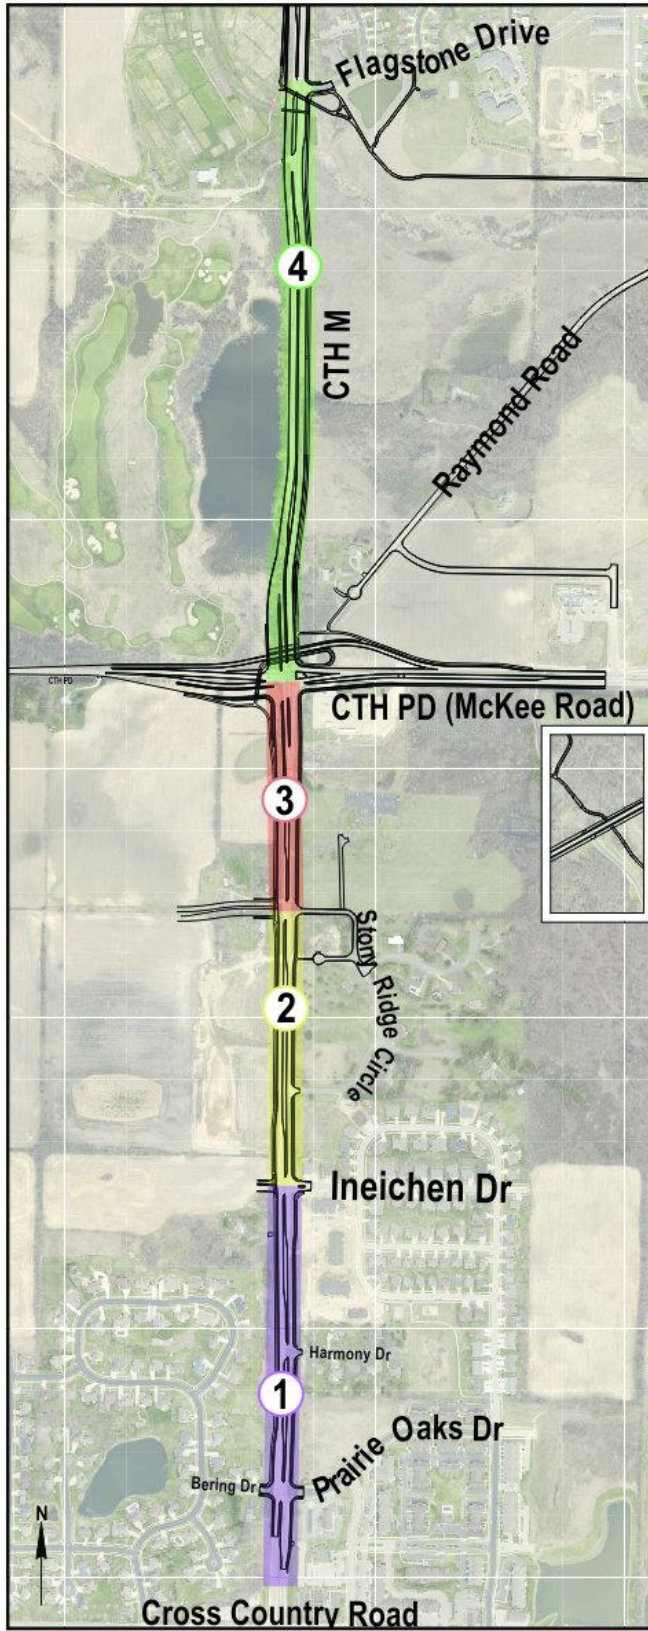 Flagstone Drive
4
CTH M
Raymond Road
CTH PD
CTH PD (McKee Road)
3
Stony Ridge Circle
2
Ineichen Dr
Harmony Dr
1
Prairie Oaks Dr
Bering Dr
N
Cross Country Road